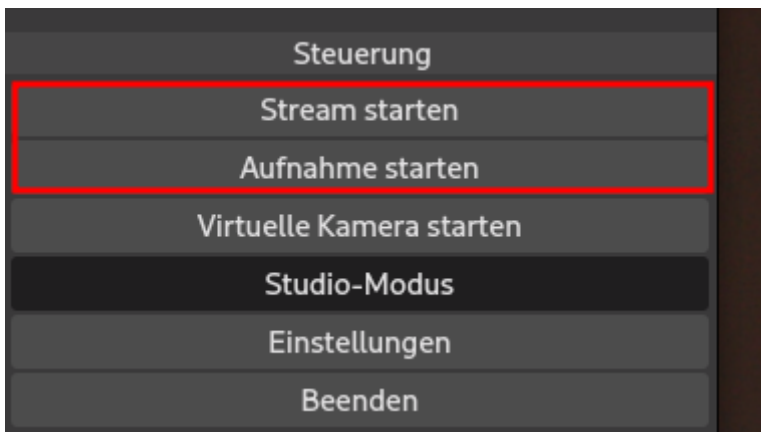 Steuerung
Stream starten
Aufnahme starten
Virtuelle Kamera starten
Studio-Modus
Einstellungen
Beenden